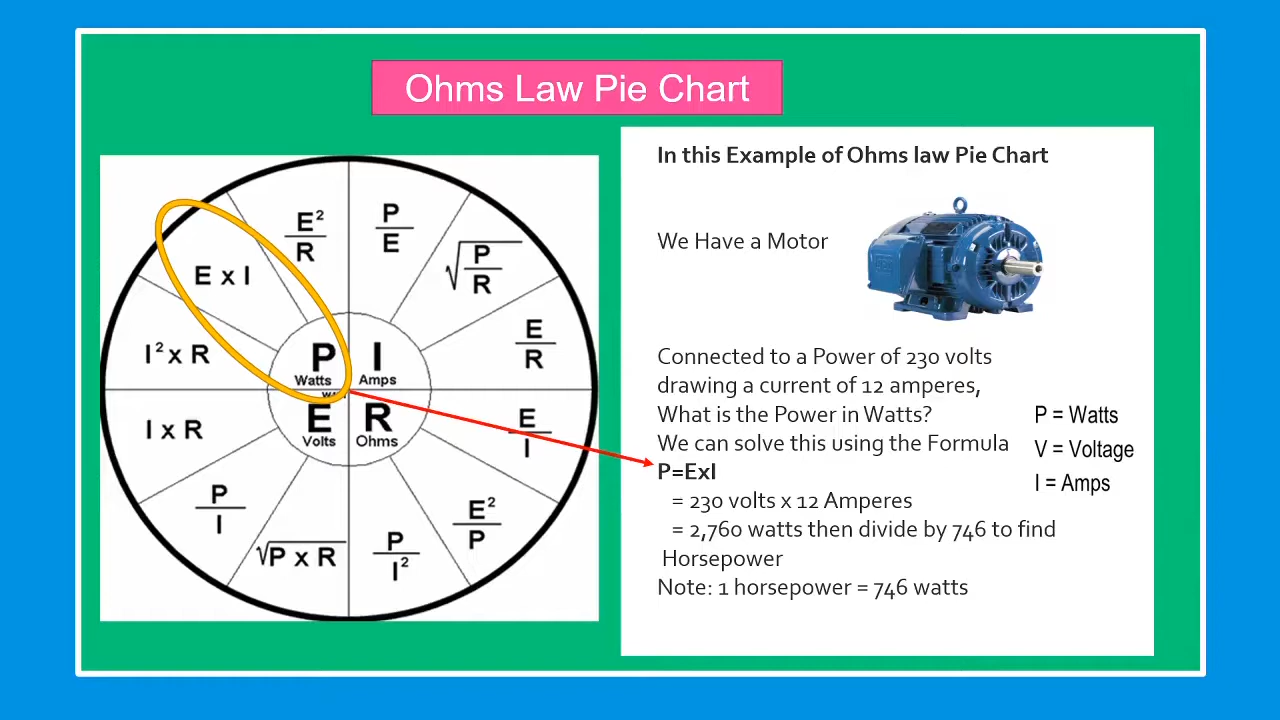 Ohms Law Pie Chart
In this Example of Ohms law Pie Chart
We Have a Motor
Connected to a Power of 230 volts
drawing a current of 12 amperes,
What is the Power in Watts?
We can solve this using the Formula
P=ExI
= 230 volts x 12 Amperes
= 2,760 watts then divide by 746 to find
Horsepower
Note: 1 horsepower = 746 watts
P = Watts
V = Voltage
I = Amps
E x I
E²
R
P
E
√P
R
I² x R
E
R
P I
Watts Amps
E R
Volts Ohms
I x R
E
I
P
I
√P x R
P
I²
E²
P